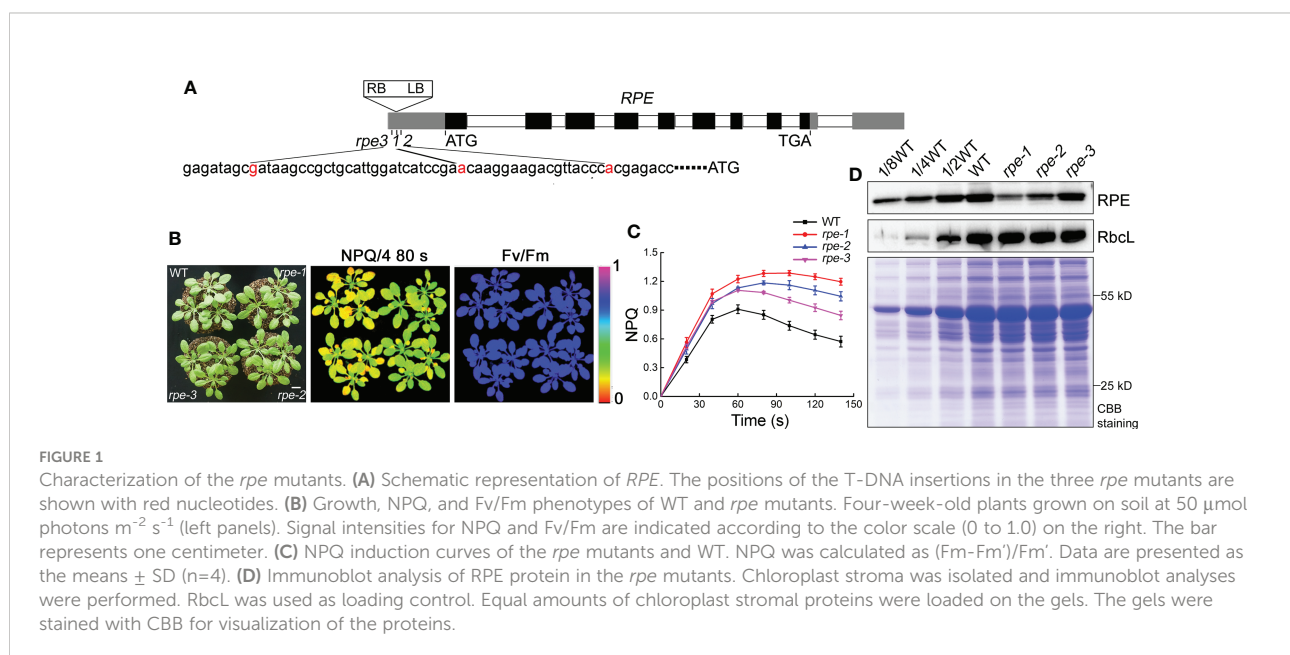 A
RB LB
RPE
rpe3 1 2
ATG
TGA
gagatagcgataagccgctgcattggatcatccgaacaaggaagacgttacccacgagacc······ATG
B
NPQ/4 80 s
Fv/Fm
WT
rpe-1
rpe-3
rpe-2
1
0
C
WT
rpe-1
rpe-2
rpe-3
NPQ
1.5
1.2
0.9
0.6
0.3
0.0
0 30 60 90 120 150
Time (s)
D
1/8WT 1/4WT 1/2WT WT rpe-1 rpe-2 rpe-3
RPE
RbcL
55 kD
25 kD
CBB
staining
FIGURE 1
Characterization of the rpe mutants. (A) Schematic representation of RPE. The positions of the T-DNA insertions in the three rpe mutants are
shown with red nucleotides. (B) Growth, NPQ, and Fv/Fm phenotypes of WT and rpe mutants. Four-week-old plants grown on soil at 50 μmol
photons m⁻² s⁻¹ (left panels). Signal intensities for NPQ and Fv/Fm are indicated according to the color scale (0 to 1.0) on the right. The bar
represents one centimeter. (C) NPQ induction curves of the rpe mutants and WT. NPQ was calculated as (Fm-Fm′)/Fm′. Data are presented as
the means ± SD (n=4). (D) Immunoblot analysis of RPE protein in the rpe mutants. Chloroplast stroma was isolated and immunoblot analyses
were performed. RbcL was used as loading control. Equal amounts of chloroplast stromal proteins were loaded on the gels. The gels were
stained with CBB for visualization of the proteins.